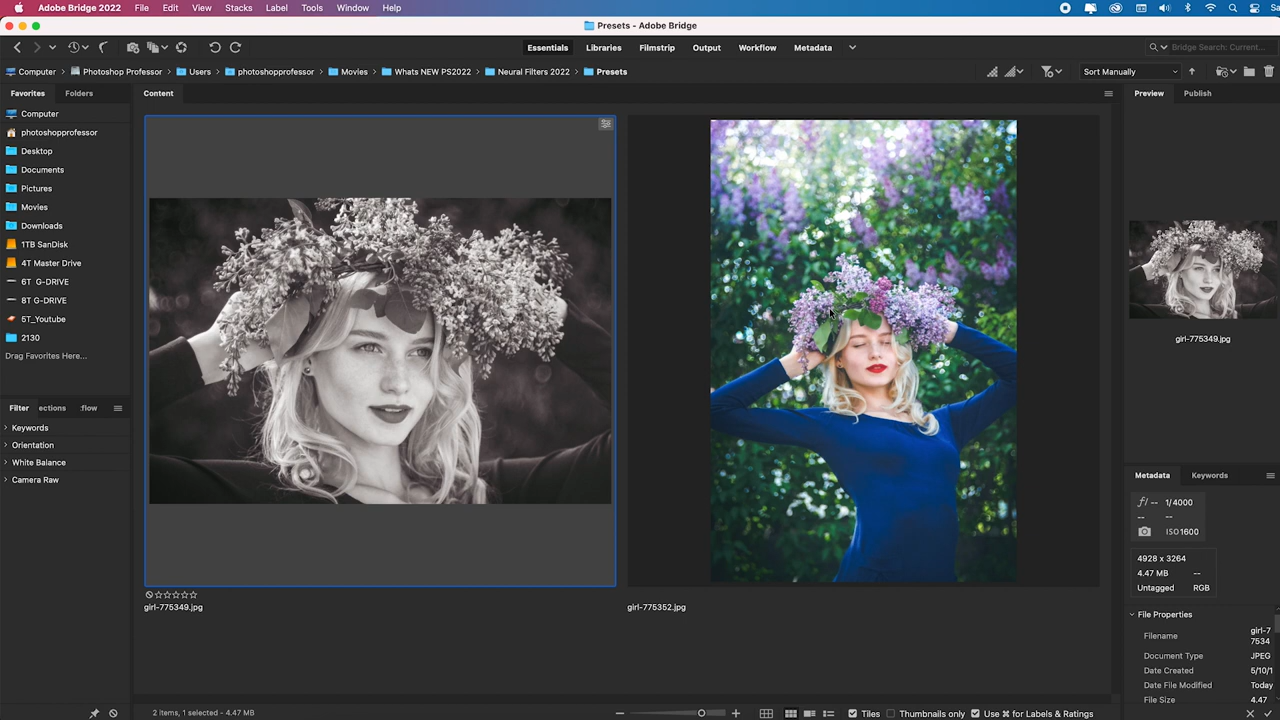 Adobe Bridge 2022 File Edit View Stacks Label Tools Window Help
Presets - Adobe Bridge
Essentials Libraries Filmstrip Output Workflow Metadata
Bridge Search: Current...
Computer Photoshop Professor Users photoshopprofessor Movies Whats NEW PS2022 Neural Filters 2022 Presets
Sort Manually
Favorites Folders
Content
Preview Publish
Computer
photoshopprofessor
Desktop
Documents
Pictures
Movies
Downloads
1TB SanDisk
4T Master Drive
6T G-DRIVE
8T G-DRIVE
5T_Youtube
2130
Drag Favorites Here...
Filter ections :flow
Keywords
Orientation
White Balance
Camera Raw
girl-775349.jpg
girl-775352.jpg
girl-775349.jpg
Metadata Keywords
f/ -- 1/4000
-- --
ISO1600
4928 x 3264
4.47 MB --
Untagged RGB
File Properties
Filename girl-7
7534
Document Type JPEG
Date Created 5/10/1
Date File Modified Today
File Size 4.47
2 items, 1 selected - 4.47 MB
Tiles Thumbnails only Use ⌘ for Labels & Ratings